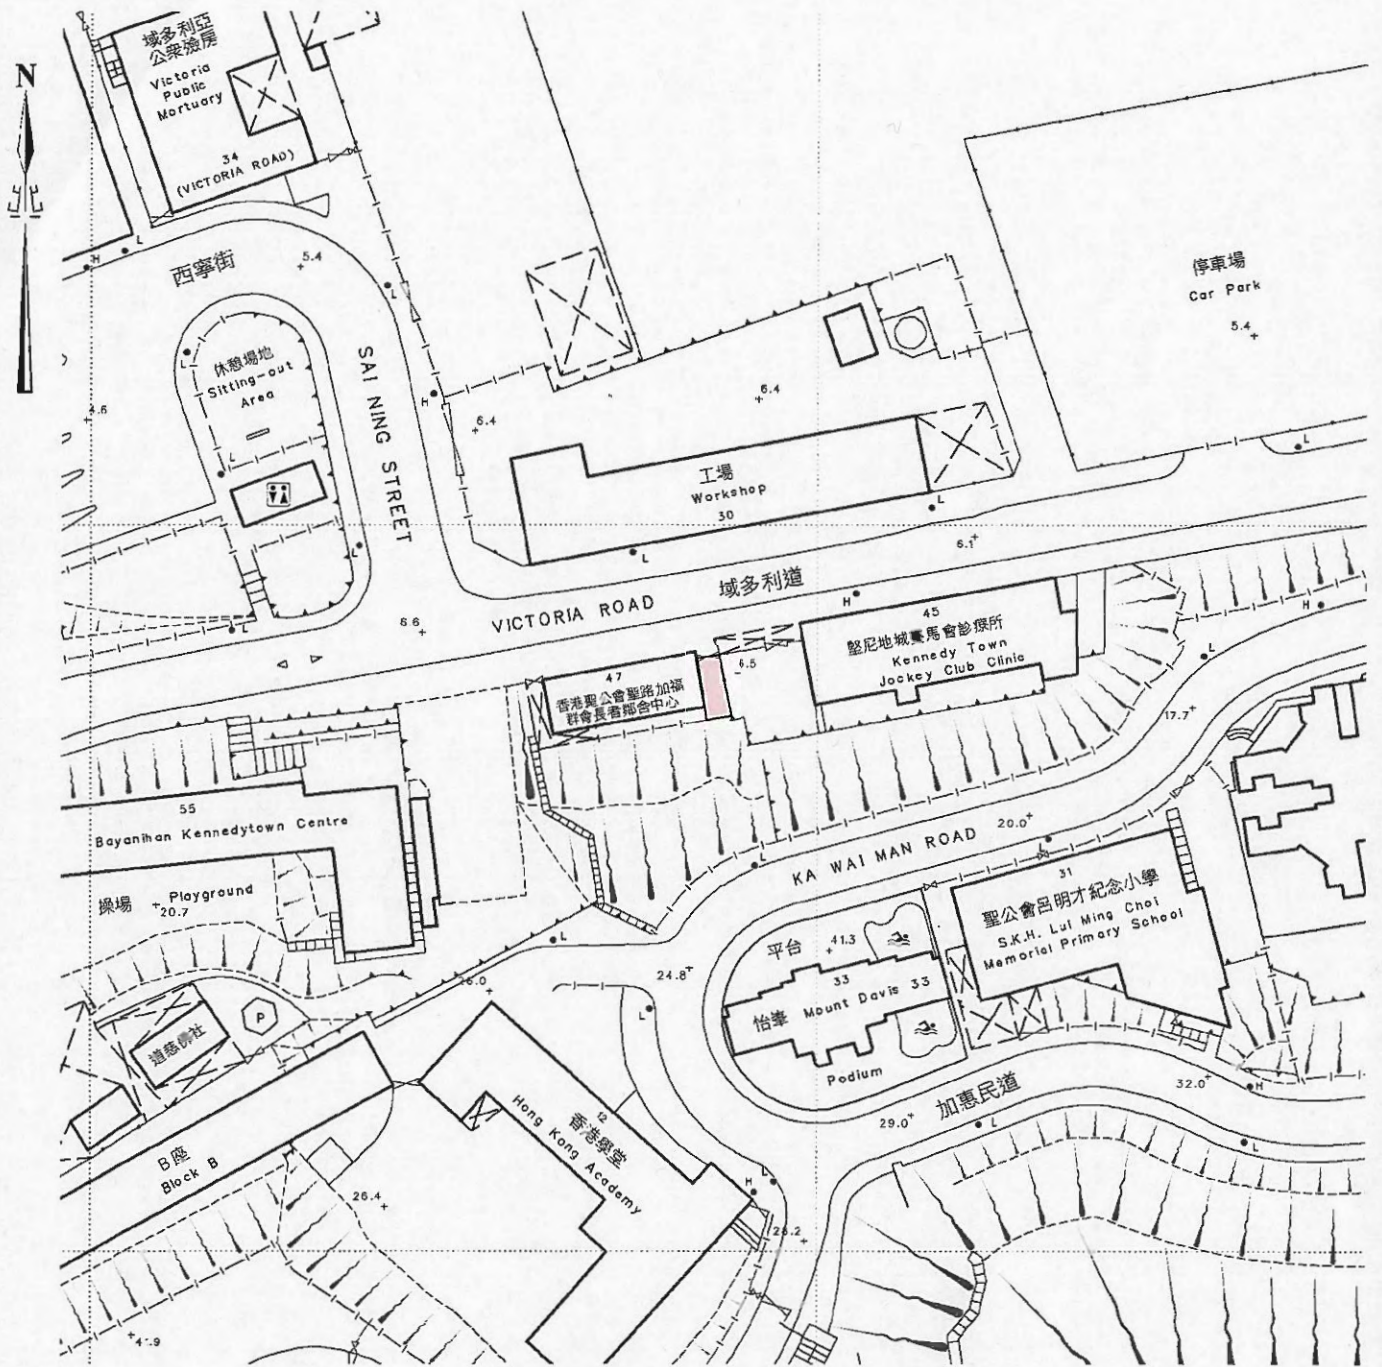 N
域多利亞
公眾殮房
Victoria
Public
Mortuary
34
(VICTORIA ROAD)
H
L
西寧街
5.4
L
停車場
Car Park
5.4
L
休憩場地
Sitting-out
Area
L
SAI NING STREET
H
6.4
6.4
4.6
工場
Workshop
30
L
L
L
L
6.1
域多利道
VICTORIA ROAD
H
H
6.6
L
45
堅尼地城賽馬會診療所
Kennedy Town
Jockey Club Clinic
6.5
47
香港聖公會聖路加福
群會長者鄰舍中心
L
17.7
55
Bayanihan Kennedytown Centre
20.0
KA WAI MAN ROAD
L
L
操場 Playground
20.7
31
聖公會呂明才紀念小學
S.K.H. Lui Ming Choi
Memorial Primary School
L
平台
41.3
24.8
33
怡峯 Mount Davis 33
Podium
L
P
道慈佛社
加惠民道
32.0
H
29.0
L
L
12
香港學堂
Hong Kong Academy
B座
Block B
26.4
L
H